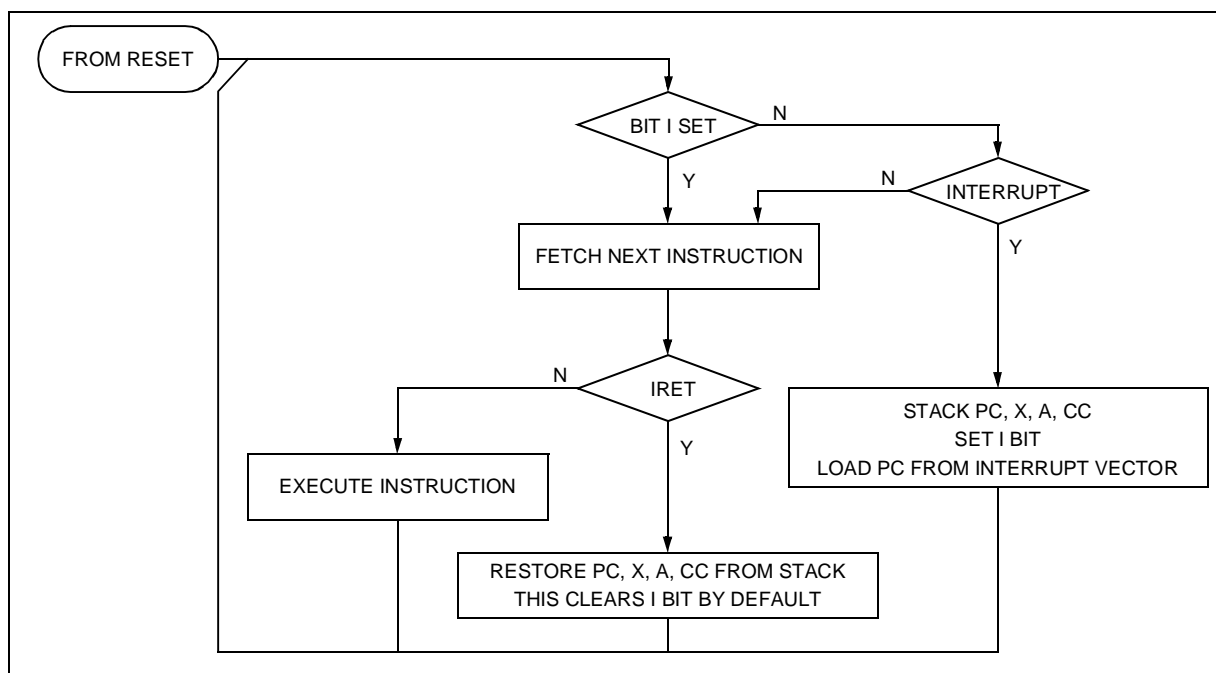 FROM RESET
BIT I SET
N
Y
N
INTERRUPT
Y
FETCH NEXT INSTRUCTION
N
IRET
Y
STACK PC, X, A, CC
SET I BIT
LOAD PC FROM INTERRUPT VECTOR
EXECUTE INSTRUCTION
RESTORE PC, X, A, CC FROM STACK
THIS CLEARS I BIT BY DEFAULT